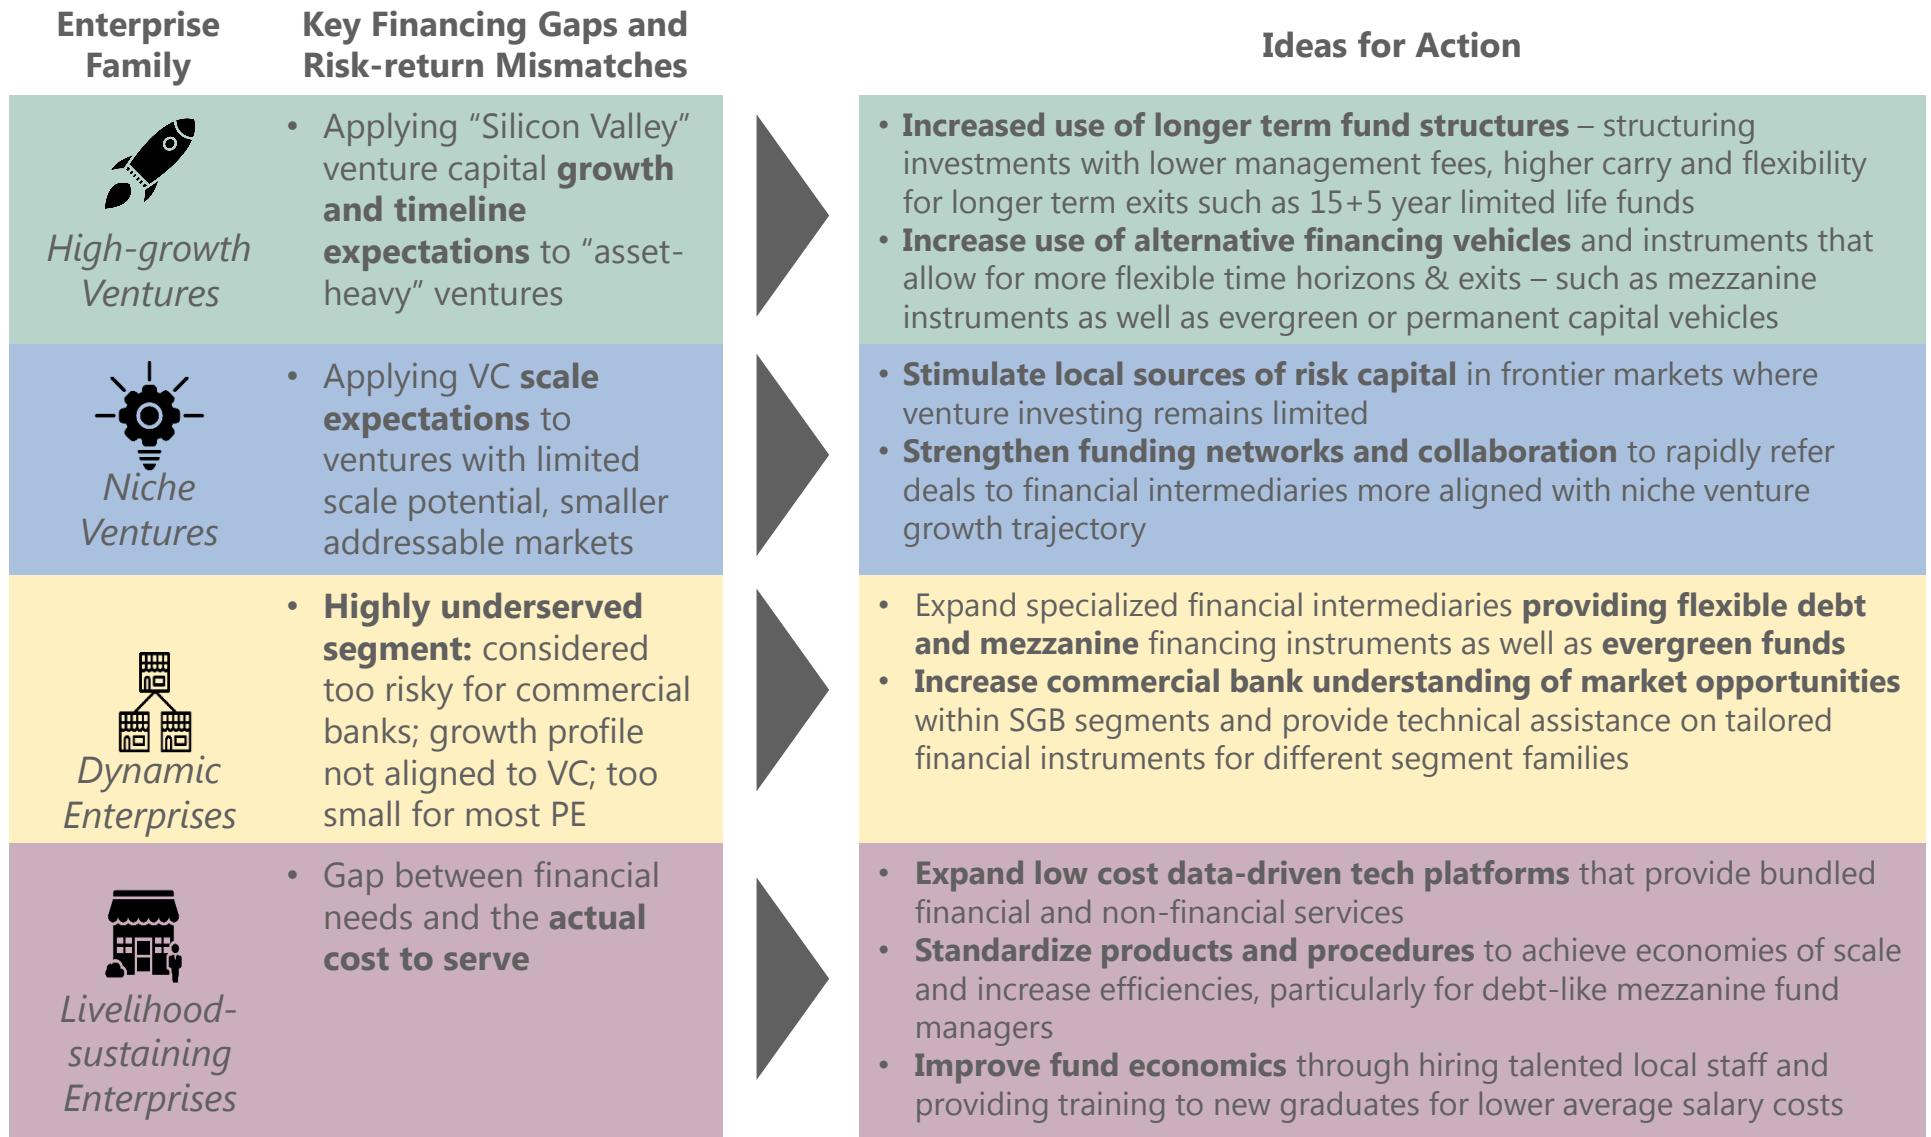 Enterprise
Family
Key Financing Gaps and
Risk-return Mismatches
Ideas for Action
High-growth
Ventures
• Applying “Silicon Valley”
venture capital growth
and timeline
expectations to “asset-
heavy” ventures
• Increased use of longer term fund structures – structuring
investments with lower management fees, higher carry and flexibility
for longer term exits such as 15+5 year limited life funds
• Increase use of alternative financing vehicles and instruments that
allow for more flexible time horizons & exits – such as mezzanine
instruments as well as evergreen or permanent capital vehicles
Niche
Ventures
• Applying VC scale
expectations to
ventures with limited
scale potential, smaller
addressable markets
• Stimulate local sources of risk capital in frontier markets where
venture investing remains limited
• Strengthen funding networks and collaboration to rapidly refer
deals to financial intermediaries more aligned with niche venture
growth trajectory
Dynamic
Enterprises
• Highly underserved
segment: considered
too risky for commercial
banks; growth profile
not aligned to VC; too
small for most PE
• Expand specialized financial intermediaries providing flexible debt
and mezzanine financing instruments as well as evergreen funds
• Increase commercial bank understanding of market opportunities
within SGB segments and provide technical assistance on tailored
financial instruments for different segment families
Livelihood-
sustaining
Enterprises
• Gap between financial
needs and the actual
cost to serve
• Expand low cost data-driven tech platforms that provide bundled
financial and non-financial services
• Standardize products and procedures to achieve economies of scale
and increase efficiencies, particularly for debt-like mezzanine fund
managers
• Improve fund economics through hiring talented local staff and
providing training to new graduates for lower average salary costs